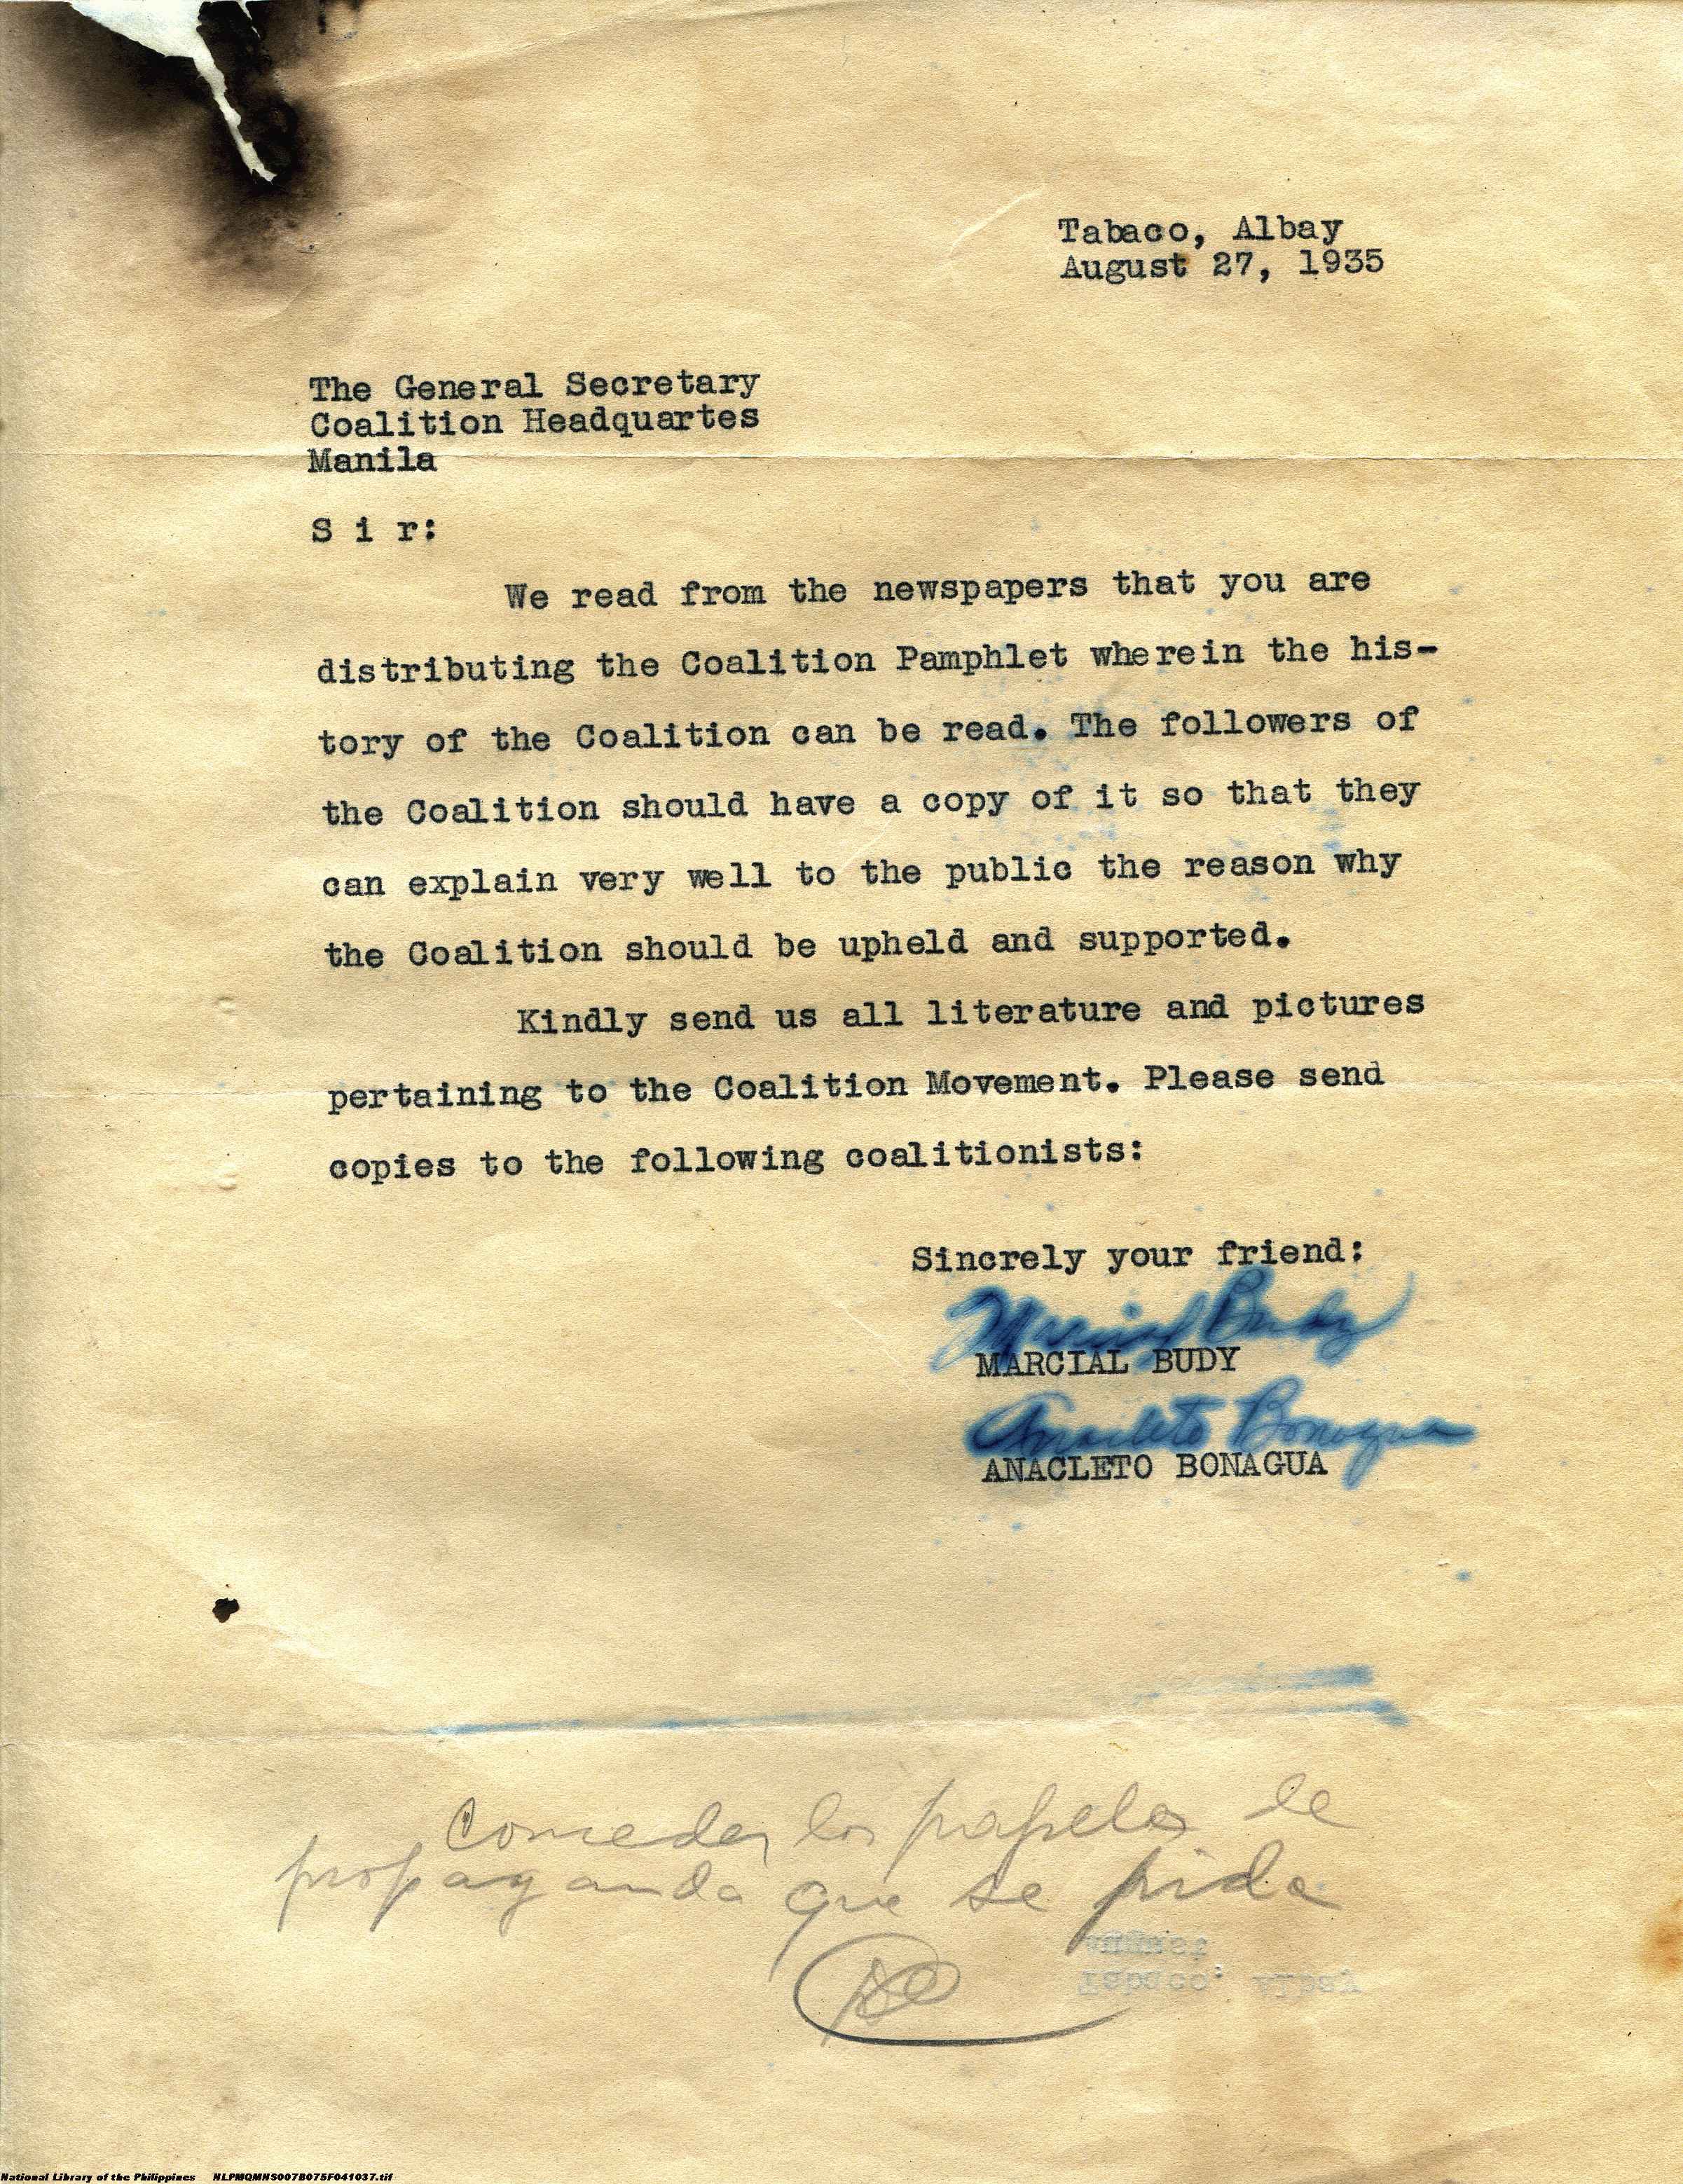 Tabaco, Albay
August 27, 1935
The General Secretary
Coalition Headquartes
Manila
S i r:
We read from the newspapers that you are
distributing the Coalition Pamphlet wherein the his-
tory of the Coalition can be read. The followers of
the Coalition should have a copy of it so that they
can explain very well to the public the reason why
the Coalition should be upheld and supported.
Kindly send us all literature and pictures
pertaining to the Coalition Movement. Please send
copies to the following coalitionists:
Sincrely your friend:
Marcial Budy
MARCIAL BUDY
Anacleto Bonagua
ANACLETO BONAGUA
Conceder los papeles de
propaganda que se pida
National Library of the Philippines NLPMQMNS007B075F041037.tif